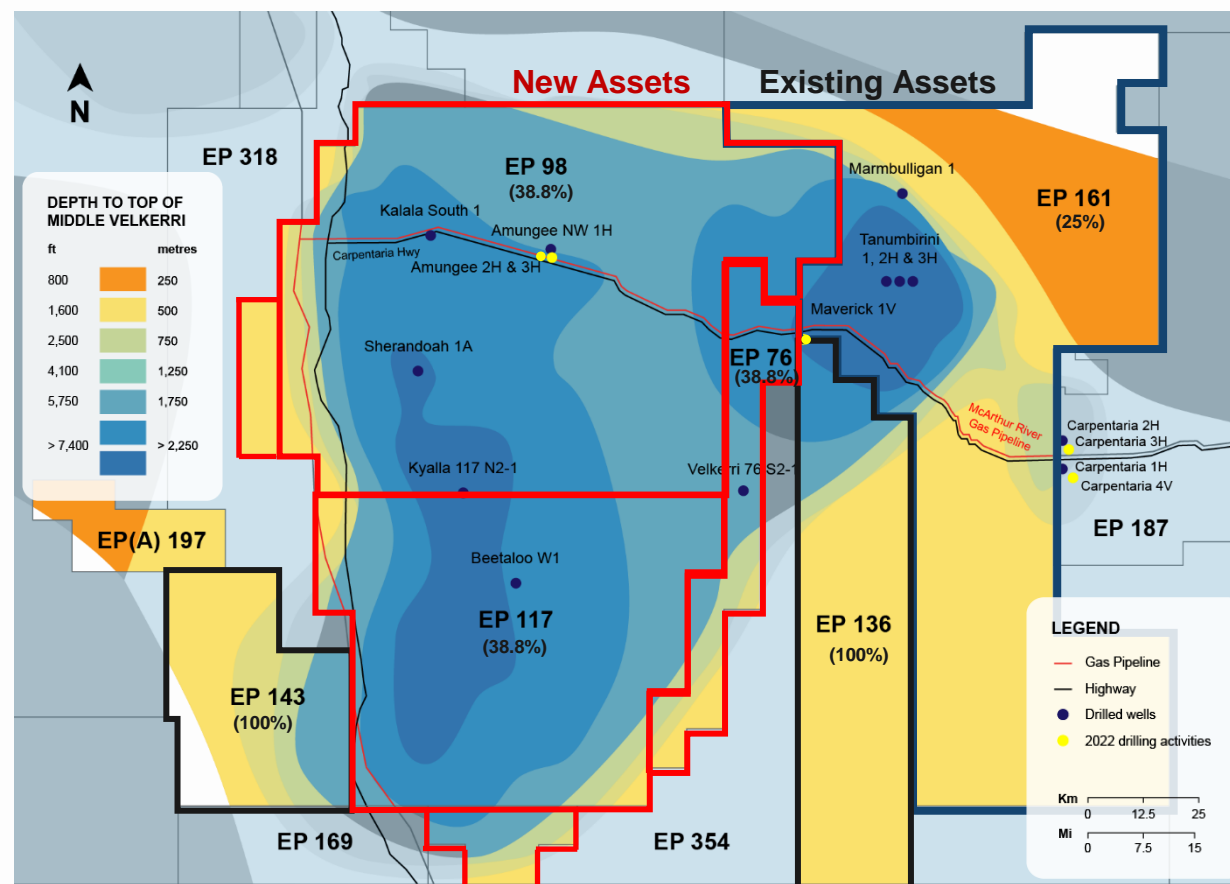 New Assets
Existing Assets
N
EP 318
EP 98
(38.8%)
Marmbulligan 1
EP 161
(25%)
DEPTH TO TOP OF
MIDDLE VELKERRI
ft
metres
800
250
1,600
500
2,500
750
4,100
1,250
5,750
1,750
> 7,400
> 2,250
Kalala South 1
Amungee NW 1H
Carpentaria Hwy
Amungee 2H & 3H
Tanumbirini
1, 2H & 3H
Maverick 1V
Sherandoah 1A
EP 76
(38.8%)
McArthur River
Gas Pipeline
Carpentaria 2H
Carpentaria 3H
Carpentaria 1H
Carpentaria 4V
Kyalla 117 N2-1
Velkerri 76 S2-1
EP 187
EP(A) 197
Beetaloo W1
EP 117
(38.8%)
EP 136
(100%)
EP 143
(100%)
LEGEND
Gas Pipeline
Highway
Drilled wells
2022 drilling activities
Km
0 12.5 25
Mi
0 7.5 15
EP 169
EP 354